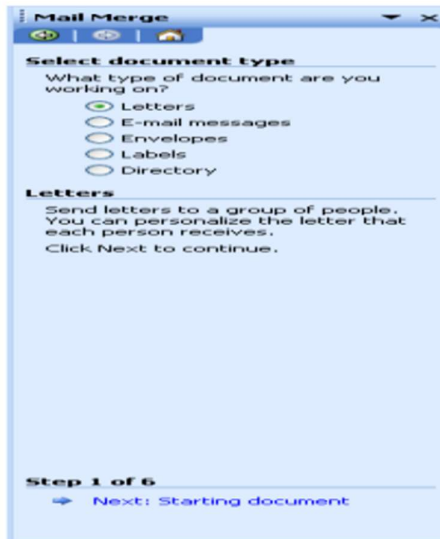 Mail Merge
Select document type
What type of document are you
working on?
Letters
E-mail messages
Envelopes
Labels
Directory
Letters
Send letters to a group of people.
You can personalize the letter that
each person receives.
Click Next to continue.
Step 1 of 6
Next: Starting document